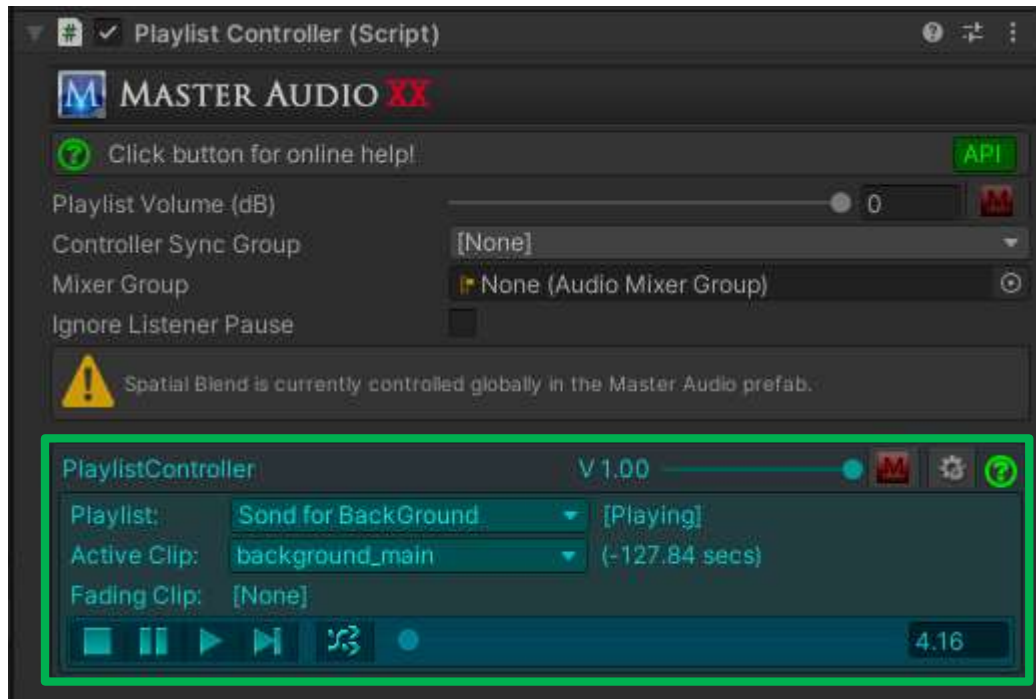 Playlist Controller (Script)
MASTER AUDIO XX
Click button for online help! API
Playlist Volume (dB) 0
Controller Sync Group [None]
Mixer Group None (Audio Mixer Group)
Ignore Listener Pause
Spatial Blend is currently controlled globally in the Master Audio prefab.
PlaylistController V 1.00
Playlist: Sond for BackGround [Playing]
Active Clip: background_main (-127.84 secs)
Fading Clip: [None]
4.16